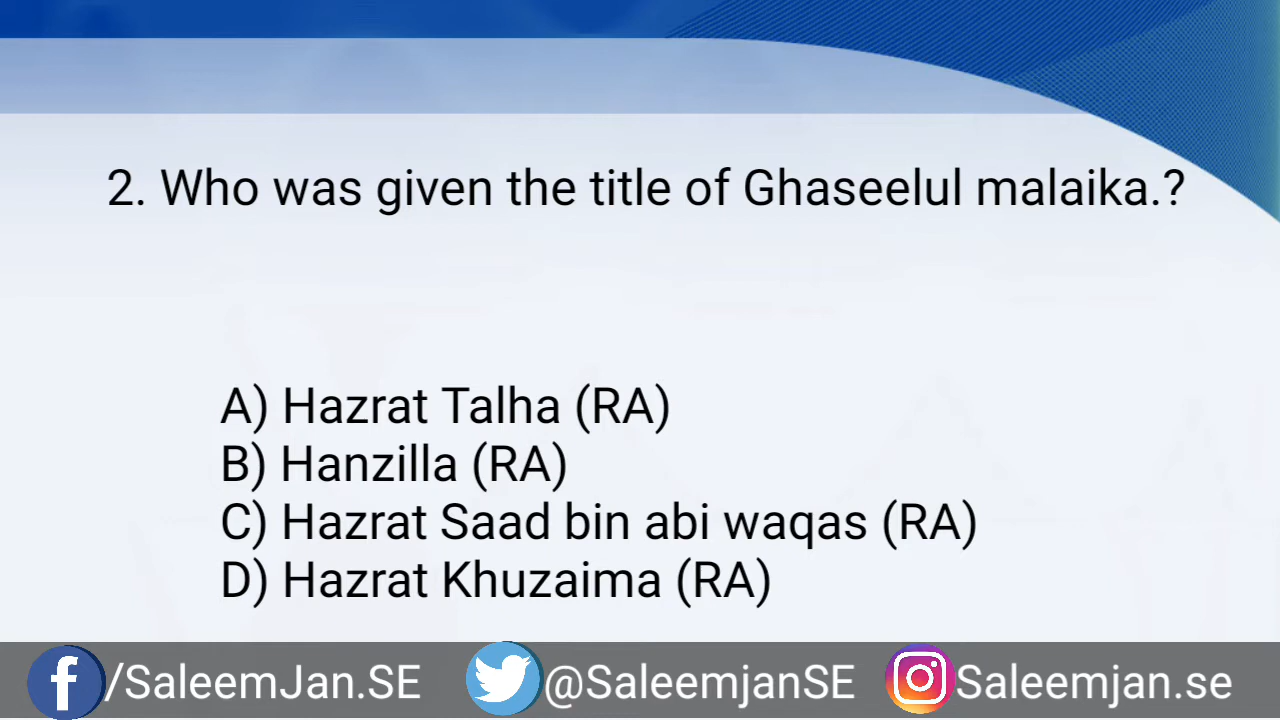 2. Who was given the title of Ghaseelul malaika.?
A) Hazrat Talha (RA)
B) Hanzilla (RA)
C) Hazrat Saad bin abi waqas (RA)
D) Hazrat Khuzaima (RA)
/SaleemJan.SE @SaleemjanSE Saleemjan.se